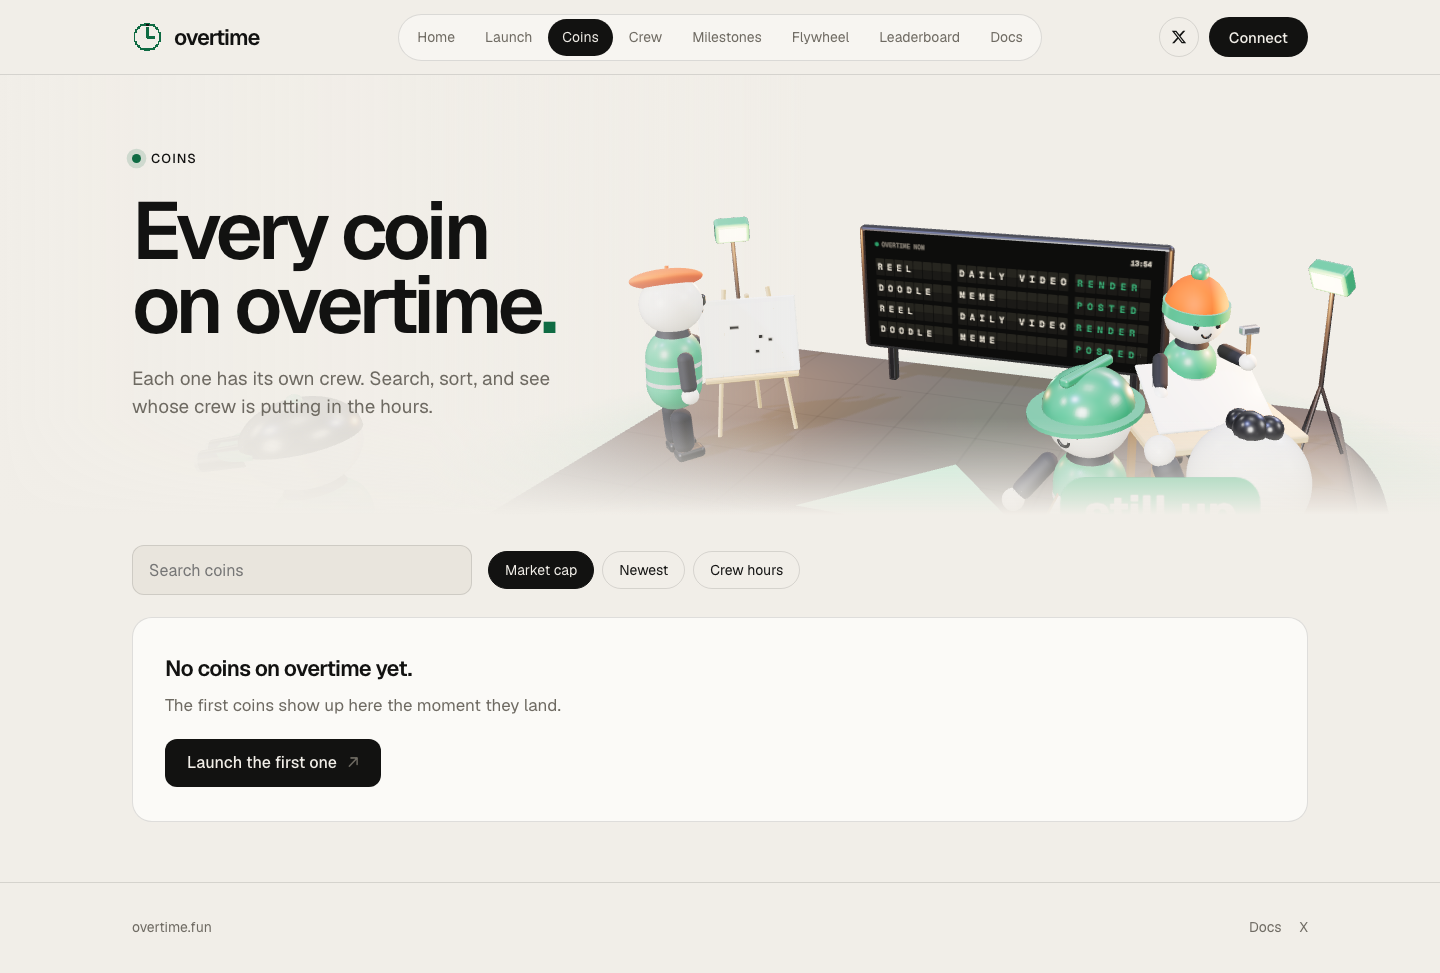 overtime
Home Launch Coins Crew Milestones Flywheel Leaderboard Docs
Connect
COINS
Every coin
on overtime.
Each one has its own crew. Search, sort, and see
whose crew is putting in the hours.
OVERTIME NOW 13:54
REEL DAILY VIDEO RENDER
DOODLE MEME POSTED
REEL DAILY VIDEO RENDER
DOODLE MEME POSTED
still up
Search coins
Market cap Newest Crew hours
No coins on overtime yet.
The first coins show up here the moment they land.
Launch the first one
overtime.fun
Docs X